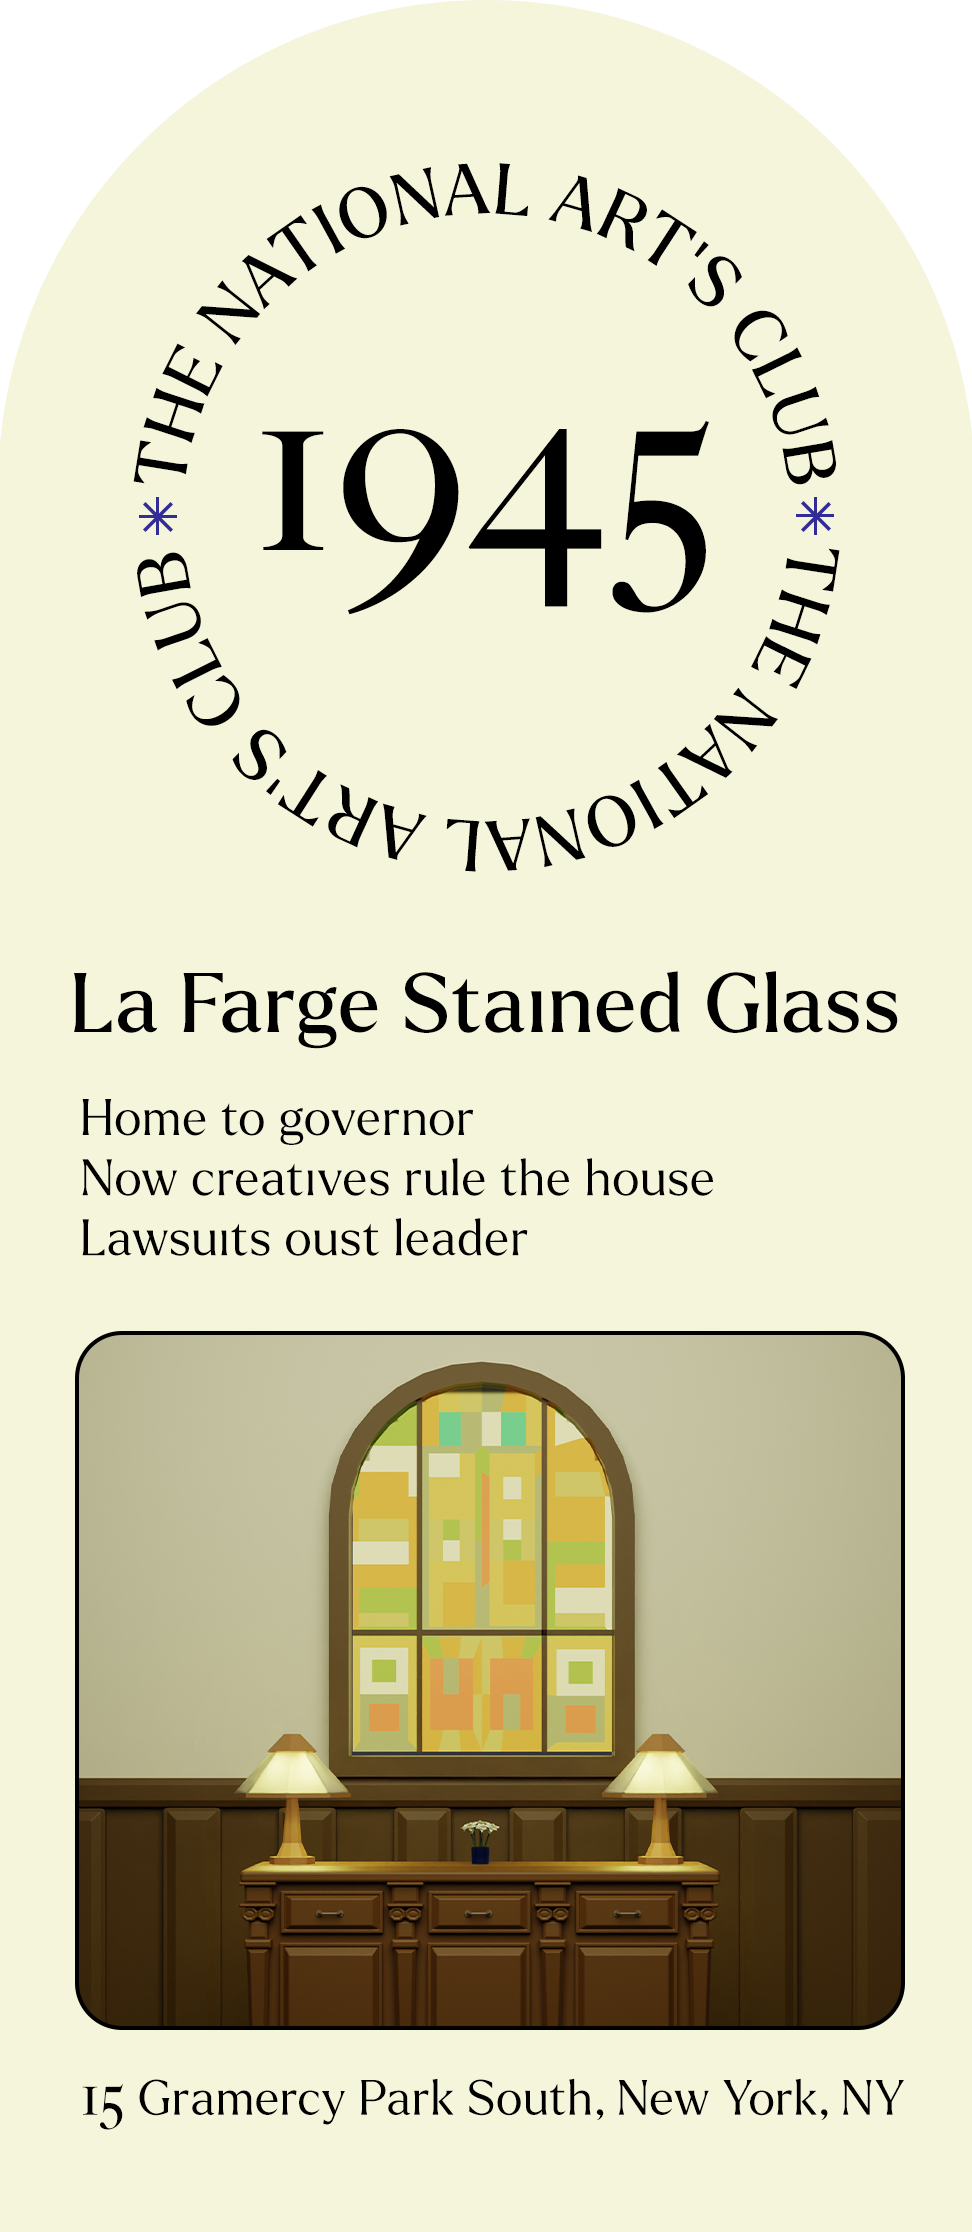 THE NATIONAL ART'S CLUB
THE NATIONAL ART'S CLUB
1945
La Farge Stained Glass
Home to governor
Now creatives rule the house
Lawsuits oust leader
15 Gramercy Park South, New York, NY